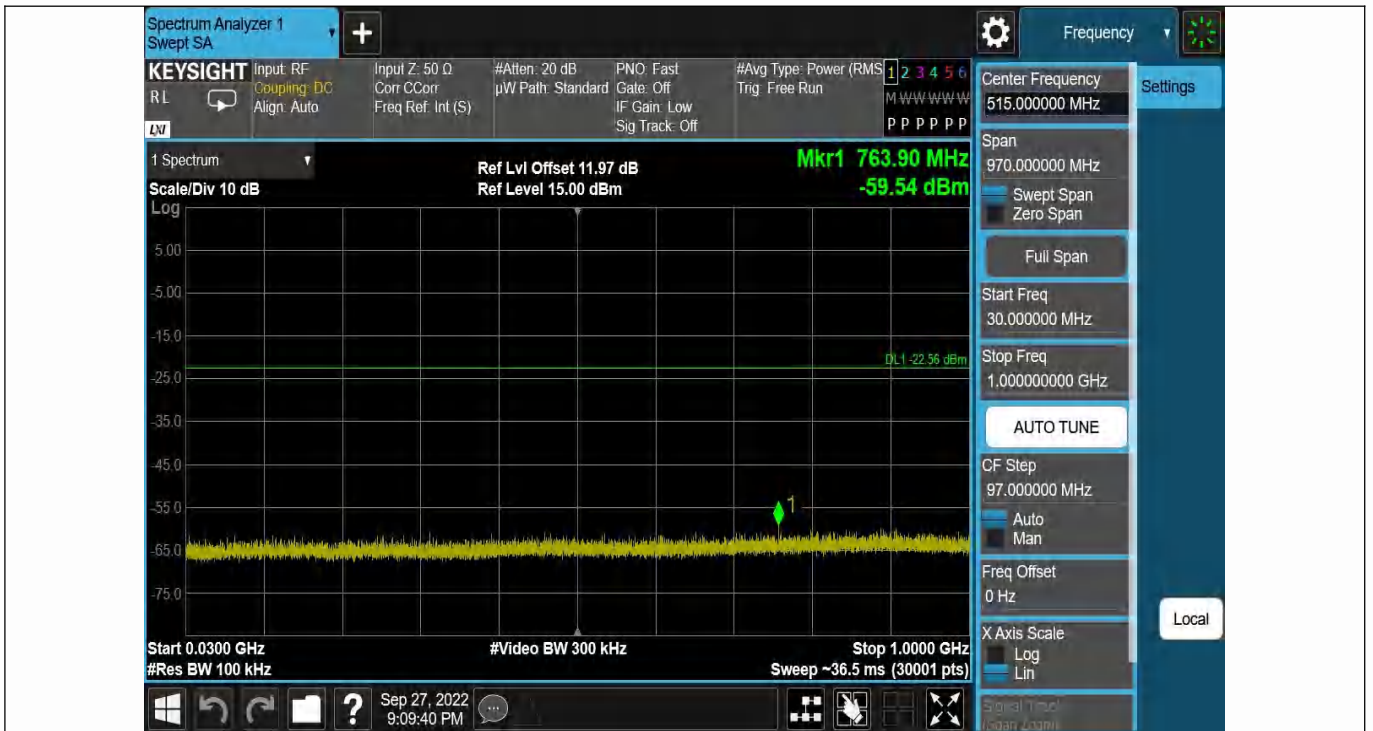 Spectrum Analyzer 1
Swept SA
+
Frequency
KEYSIGHT
RL
LXI
Input: RF
Coupling: DC
Align: Auto
Input Z: 50 Ω
Corr CCorr
Freq Ref: Int (S)
#Atten: 20 dB
µW Path: Standard
PNO: Fast
Gate: Off
IF Gain: Low
Sig Track: Off
#Avg Type: Power (RMS
Trig: Free Run
1 2 3 4 5 6
M W W W W W
P P P P P P
1 Spectrum
Scale/Div 10 dB
Log
Ref Lvl Offset 11.97 dB
Ref Level 15.00 dBm
Mkr1 763.90 MHz
-59.54 dBm
5.00
-5.00
-15.0
DL1 -22.56 dBm
-25.0
-35.0
-45.0
-55.0
1
-65.0
-75.0
Start 0.0300 GHz
#Video BW 300 kHz
Stop 1.0000 GHz
#Res BW 100 kHz
Sweep ~36.5 ms (30001 pts)
Center Frequency
515.000000 MHz
Settings
Span
970.000000 MHz
Swept Span
Zero Span
Full Span
Start Freq
30.000000 MHz
Stop Freq
1.000000000 GHz
AUTO TUNE
CF Step
97.000000 MHz
Auto
Man
Freq Offset
0 Hz
X Axis Scale
Log
Lin
Local
Signal Track
(Span Zoom)
?
Sep 27, 2022
9:09:40 PM